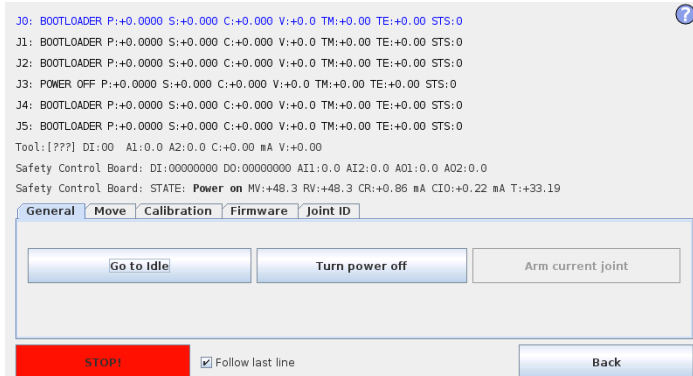 J0: BOOTLOADER P:+0.0000 S:+0.000 C:+0.000 V:+0.0 TM:+0.00 TE:+0.00 STS:0
?
J1: BOOTLOADER P:+0.0000 S:+0.000 C:+0.000 V:+0.0 TM:+0.00 TE:+0.00 STS:0
J2: BOOTLOADER P:+0.0000 S:+0.000 C:+0.000 V:+0.0 TM:+0.00 TE:+0.00 STS:0
J3: POWER OFF P:+0.0000 S:+0.000 C:+0.000 V:+0.0 TM:+0.00 TE:+0.00 STS:0
J4: BOOTLOADER P:+0.0000 S:+0.000 C:+0.000 V:+0.0 TM:+0.00 TE:+0.00 STS:0
J5: BOOTLOADER P:+0.0000 S:+0.000 C:+0.000 V:+0.0 TM:+0.00 TE:+0.00 STS:0
Tool:[???] DI:00 A1:0.0 A2:0.0 C:+0.00 mA V:+0.00
Safety Control Board: DI:00000000 DO:00000000 AI1:0.0 AI2:0.0 AO1:0.0 AO2:0.0
Safety Control Board: STATE: Power on MV:+48.3 RV:+48.3 CR:+0.86 mA CIO:+0.22 mA T:+33.19
General Move Calibration Firmware Joint ID
Go to Idle Turn power off Arm current joint
STOP! Follow last line Back